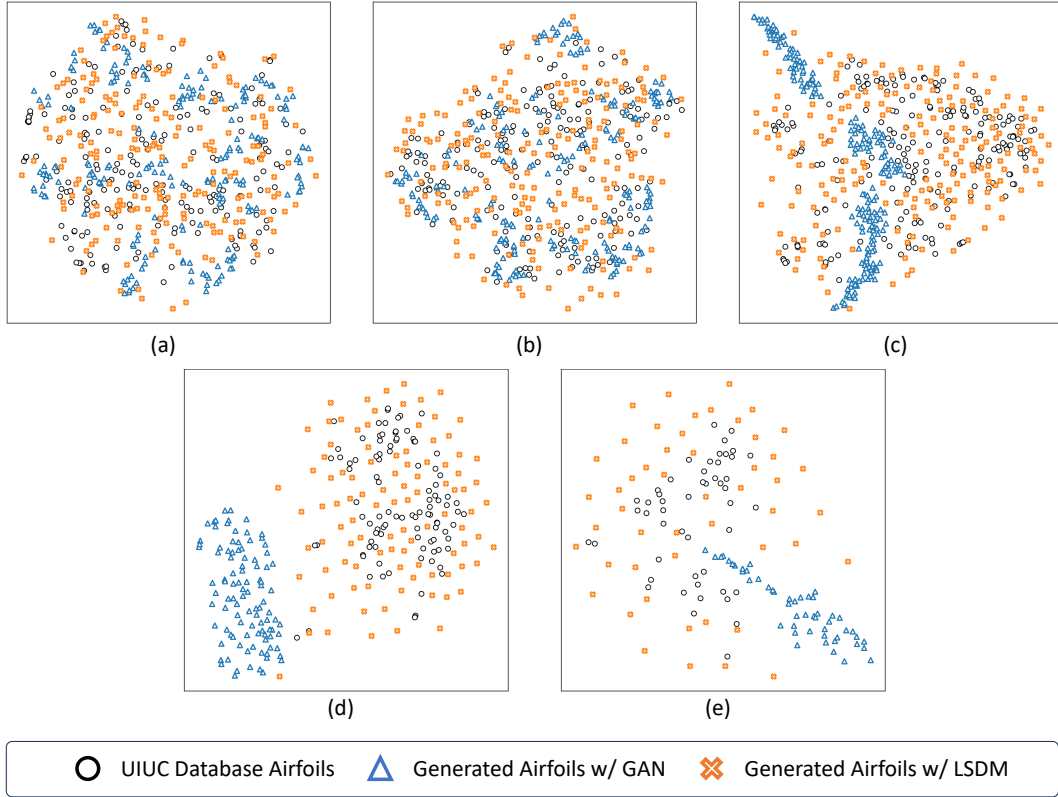 (a)
(b)
(c)
(d)
(e)
UIUC Database Airfoils
Generated Airfoils w/ GAN
Generated Airfoils w/ LSDM